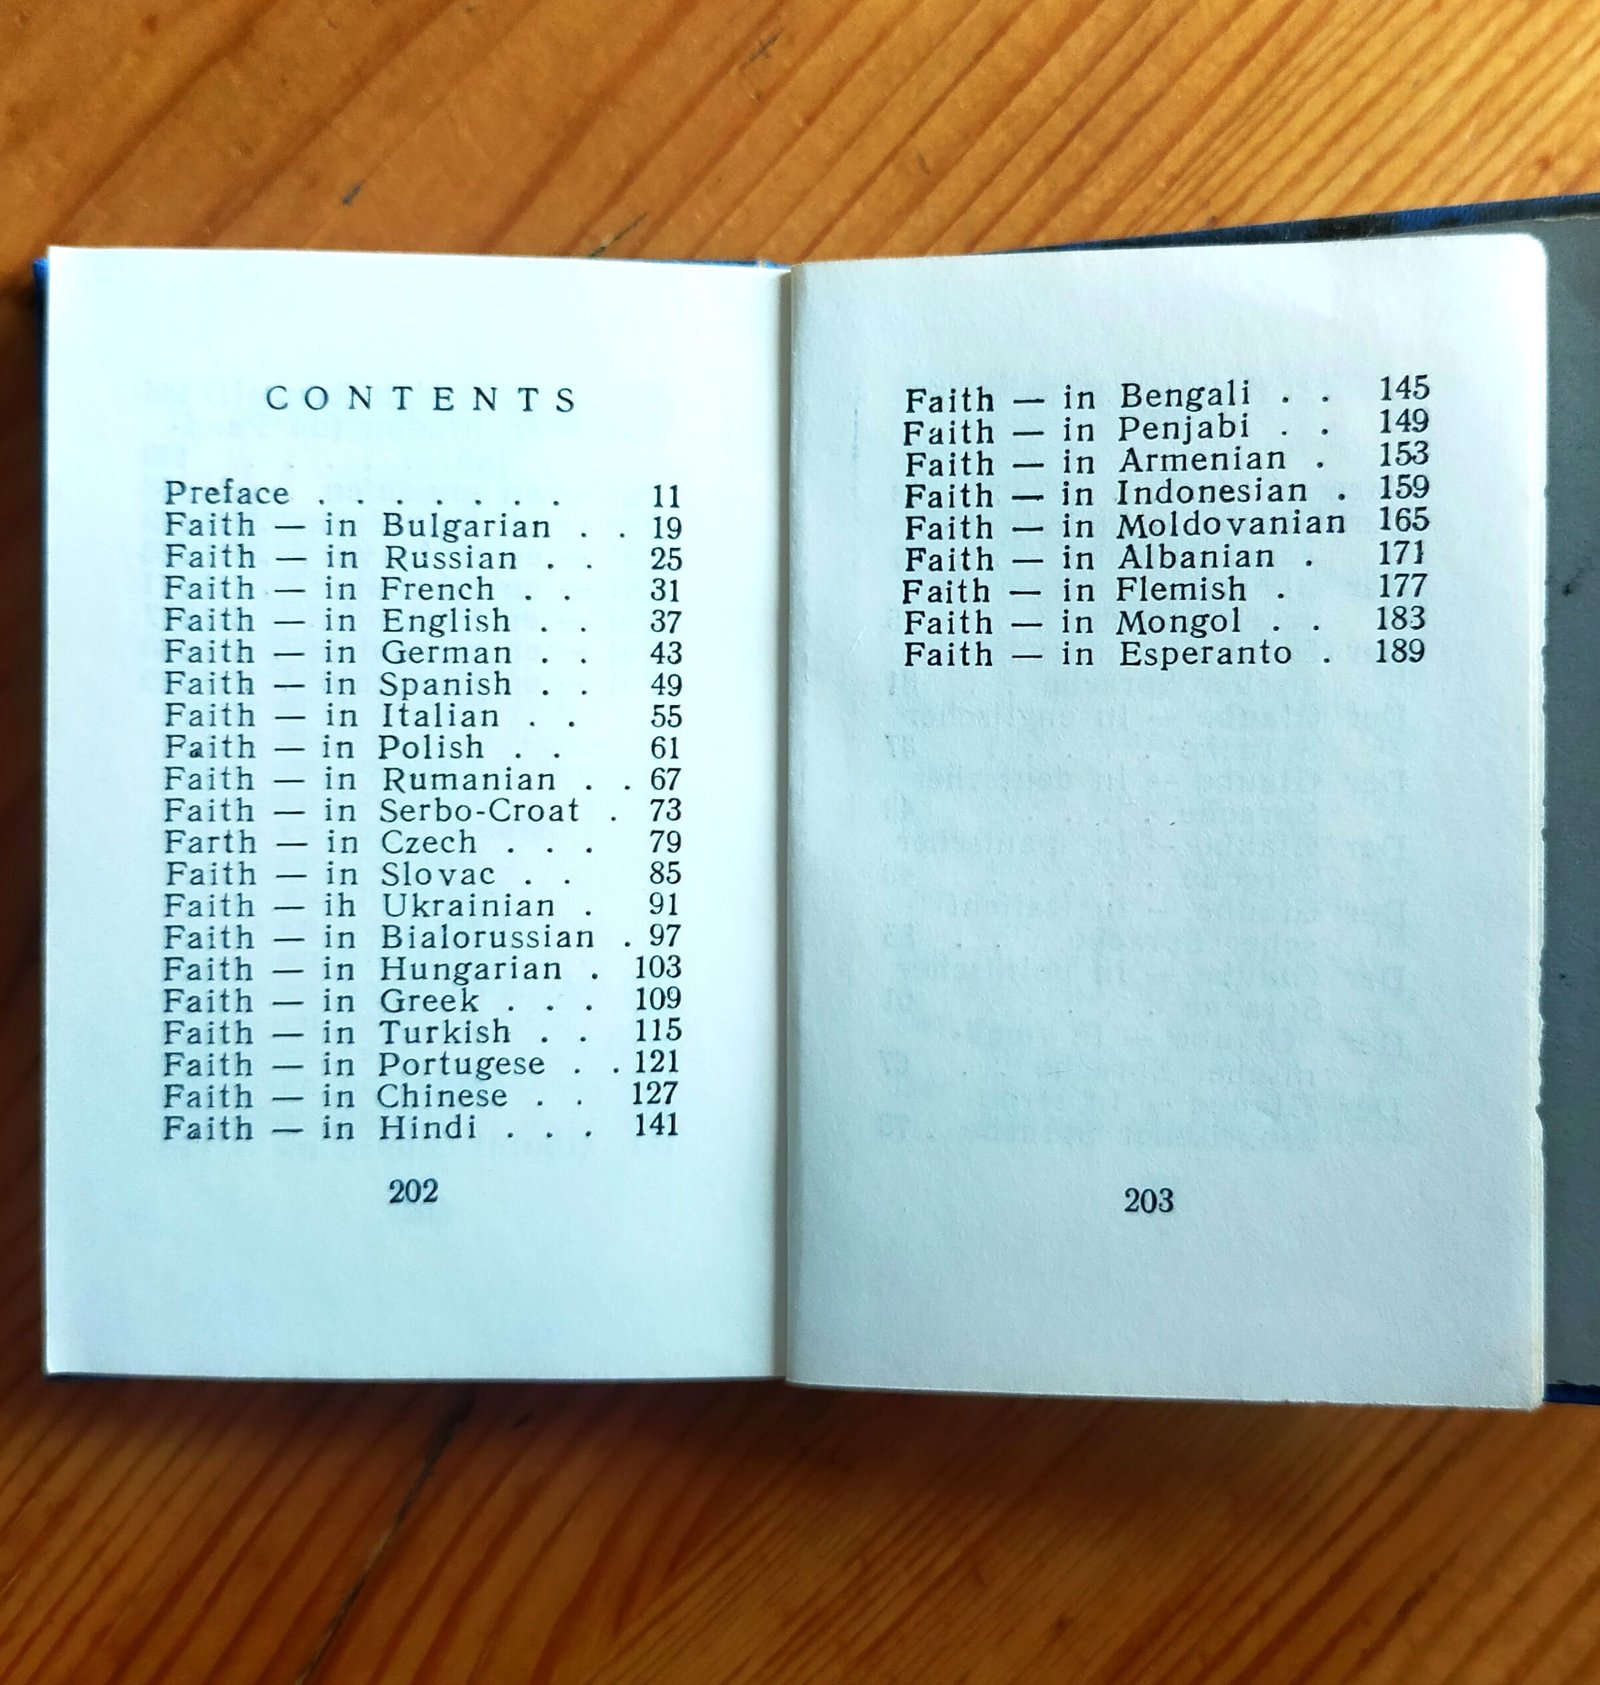 CONTENTS
Preface . . . . . . . 11
Faith — in Bulgarian . . 19
Faith — in Russian . . 25
Faith — in French . . 31
Faith — in English . . 37
Faith — in German . . 43
Faith — in Spanish . . 49
Faith — in Italian . . 55
Faith — in Polish . . 61
Faith — in Rumanian . . 67
Faith — in Serbo-Croat . 73
Farth — in Czech . . . 79
Faith — in Slovac . . 85
Faith — ih Ukrainian . 91
Faith — in Bialorussian . 97
Faith — in Hungarian . 103
Faith — in Greek . . . 109
Faith — in Turkish . . 115
Faith — in Portugese . . 121
Faith — in Chinese . . 127
Faith — in Hindi . . . 141
202
Faith — in Bengali . . 145
Faith — in Penjabi . . 149
Faith — in Armenian . 153
Faith — in Indonesian . 159
Faith — in Moldovanian 165
Faith — in Albanian . 171
Faith — in Flemish . 177
Faith — in Mongol . . 183
Faith — in Esperanto . 189
203